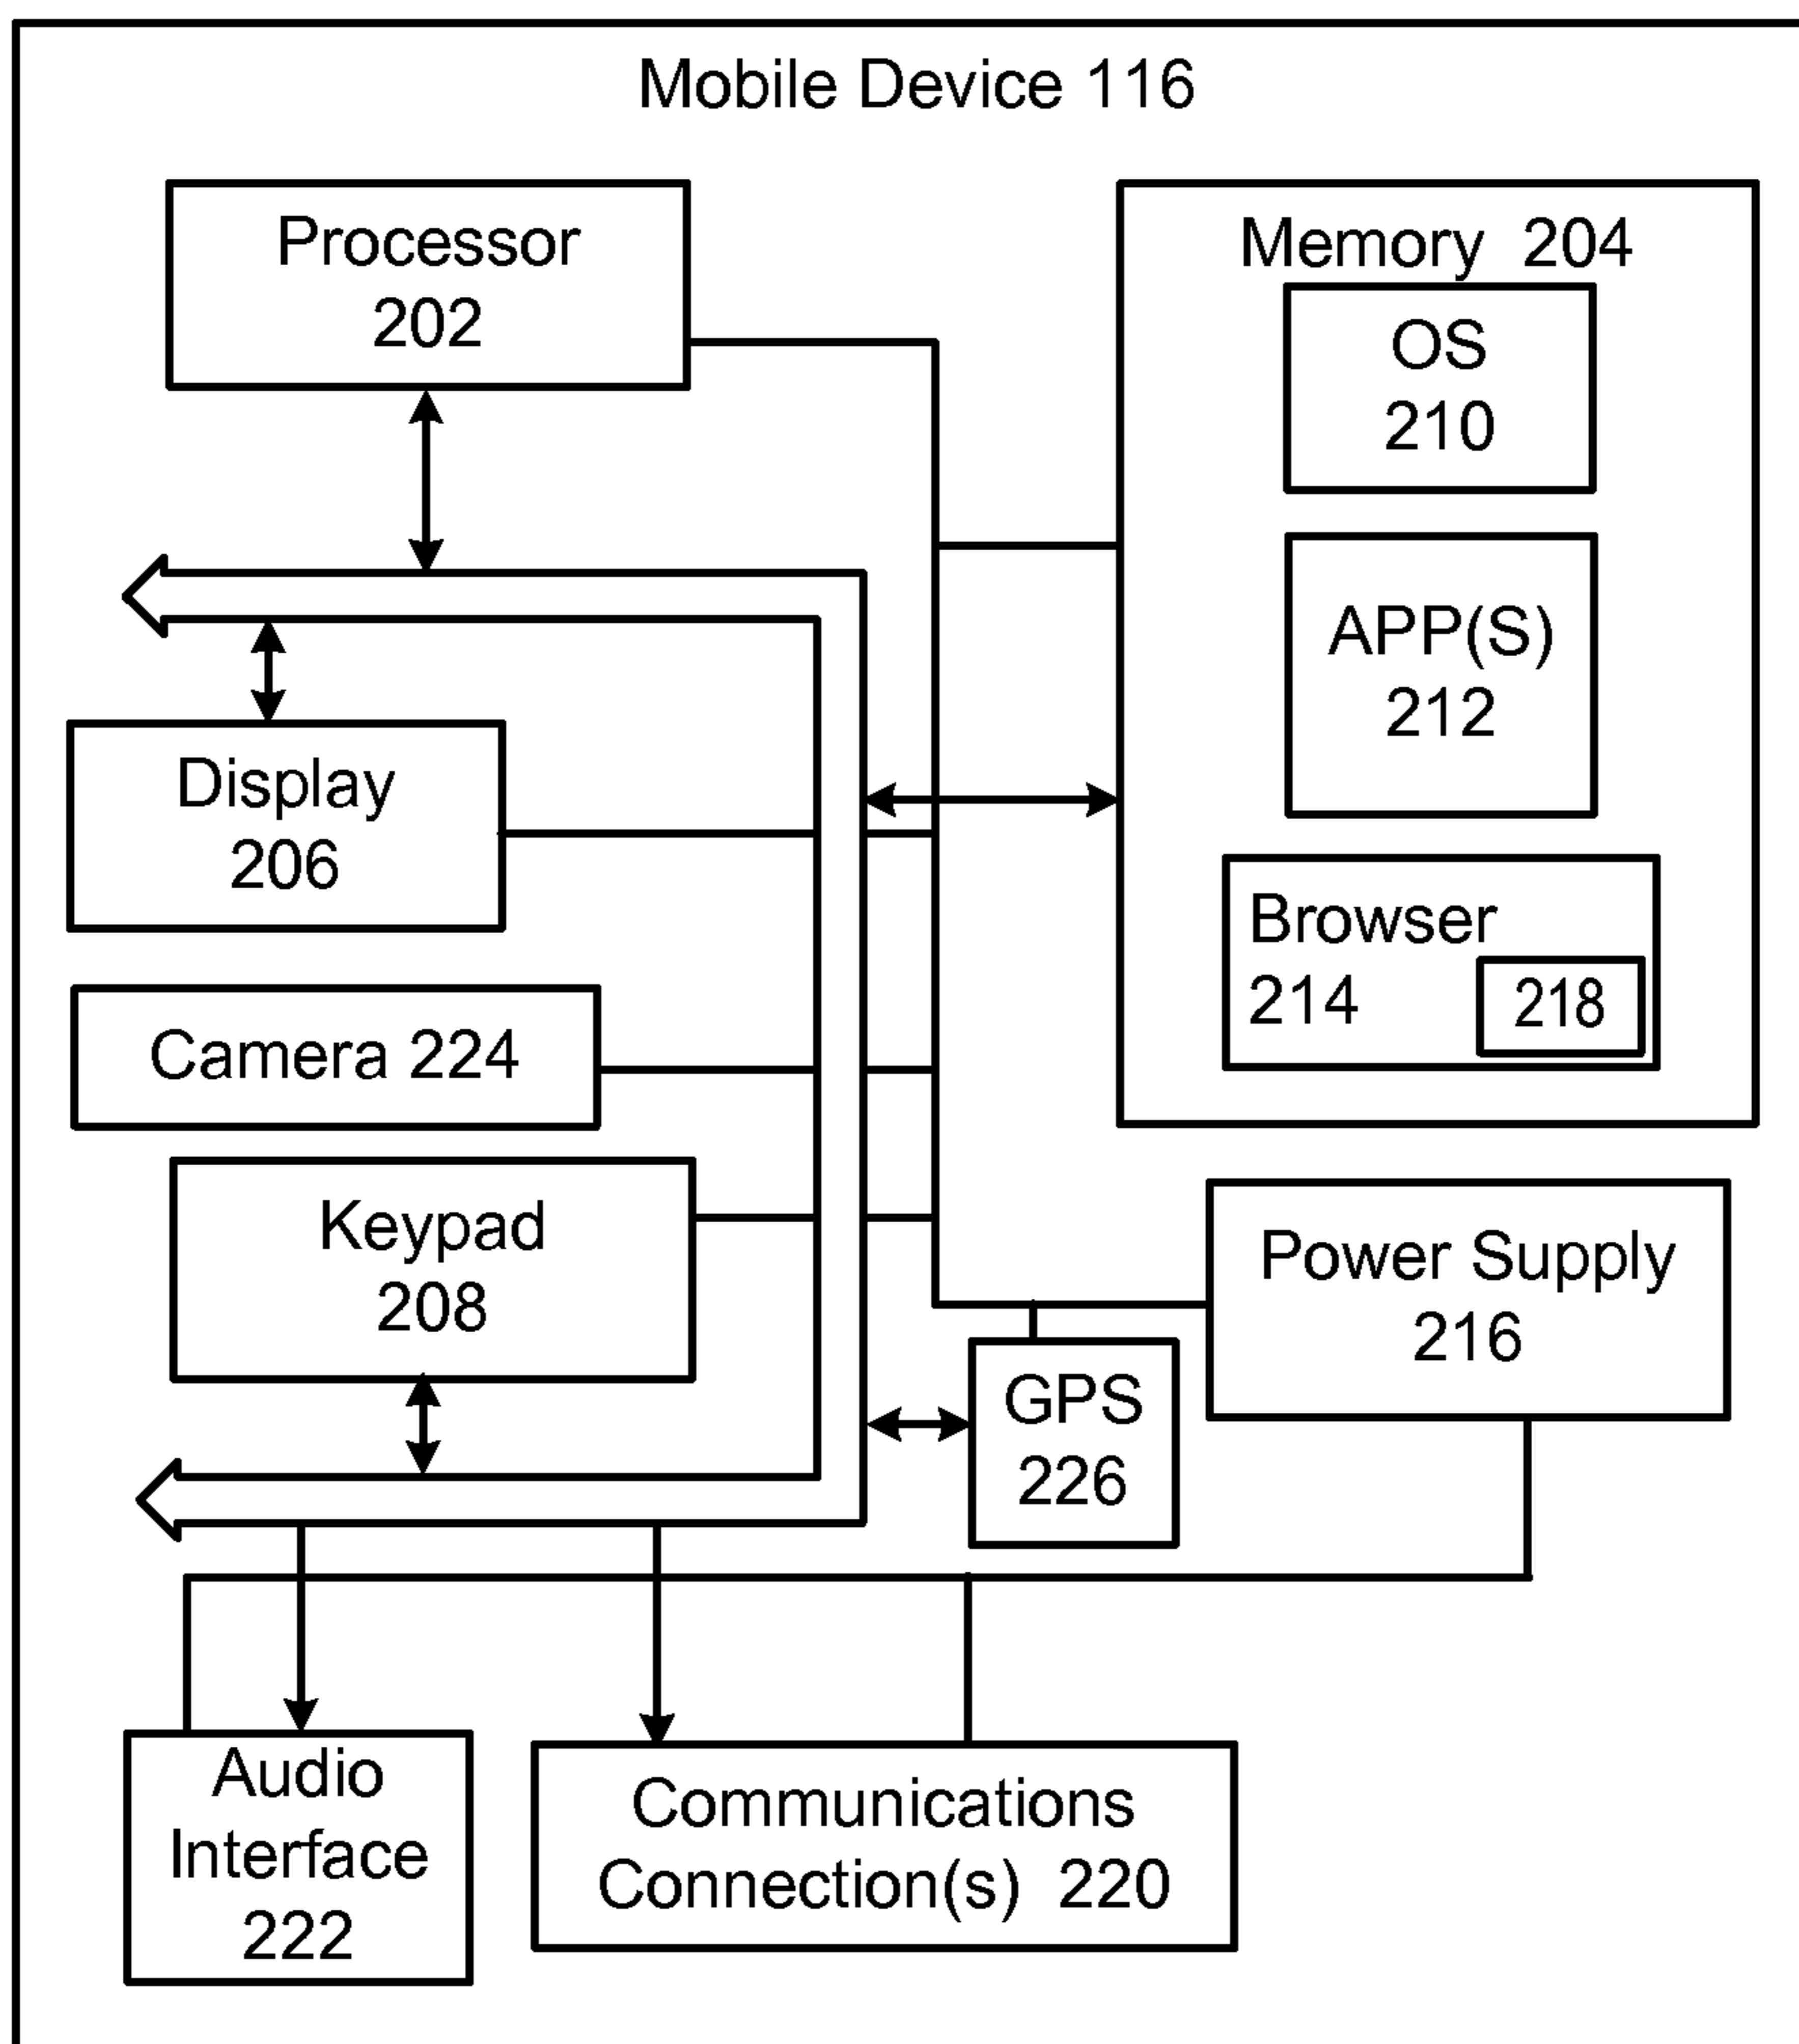 Mobile Device 116
Processor
202
Memory 204
OS
210
APP(S)
212
Display
206
Browser
214
218
Camera 224
Keypad
208
Power Supply
216
GPS
226
Audio
Interface
222
Communications
Connection(s) 220